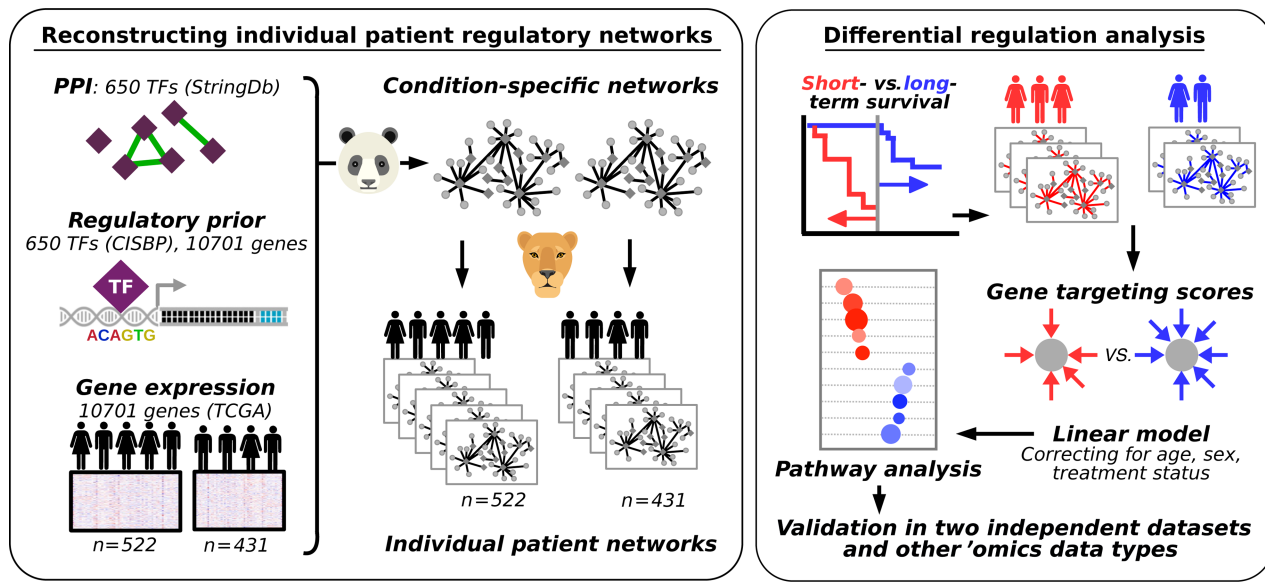 Reconstructing individual patient regulatory networks
PPI: 650 TFs (StringDb)
Regulatory prior
650 TFs (CISBP), 10701 genes
TF
ACAGTG
Gene expression
10701 genes (TCGA)
n=522
n=431
Condition-specific networks
n=522
n=431
Individual patient networks
Differential regulation analysis
Short- vs. long-
term survival
Gene targeting scores
vs.
Linear model
Correcting for age, sex,
treatment status
Pathway analysis
Validation in two independent datasets
and other 'omics data types